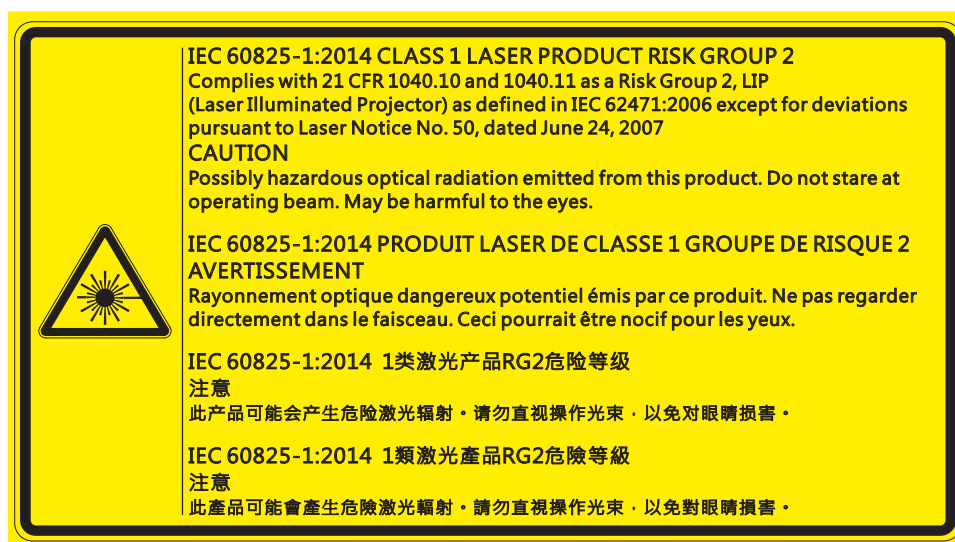 IEC 60825-1:2014 CLASS 1 LASER PRODUCT RISK GROUP 2
Complies with 21 CFR 1040.10 and 1040.11 as a Risk Group 2, LIP
(Laser Illuminated Projector) as defined in IEC 62471:2006 except for deviations
pursuant to Laser Notice No. 50, dated June 24, 2007
CAUTION
Possibly hazardous optical radiation emitted from this product. Do not stare at
operating beam. May be harmful to the eyes.
IEC 60825-1:2014 PRODUIT LASER DE CLASSE 1 GROUPE DE RISQUE 2
AVERTISSEMENT
Rayonnement optique dangereux potentiel émis par ce produit. Ne pas regarder
directement dans le faisceau. Ceci pourrait être nocif pour les yeux.
IEC 60825-1:2014 1类激光产品RG2危险等级
注意
此产品可能会产生危险激光辐射。请勿直视操作光束，以免对眼睛损害。
IEC 60825-1:2014 1類激光產品RG2危險等級
注意
此產品可能會產生危險激光輻射。請勿直視操作光束，以免對眼睛損害。